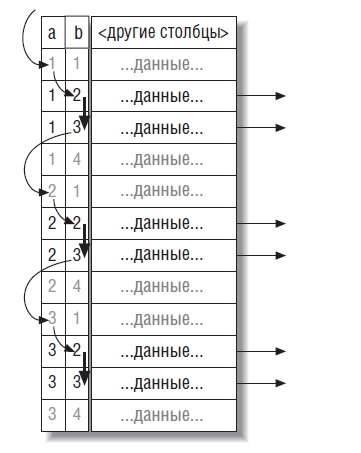 a b <другие столбцы>
1 1 ...данные...
1 2 ...данные...
1 3 ...данные...
1 4 ...данные...
2 1 ...данные...
2 2 ...данные...
2 3 ...данные...
2 4 ...данные...
3 1 ...данные...
3 2 ...данные...
3 3 ...данные...
3 4 ...данные...